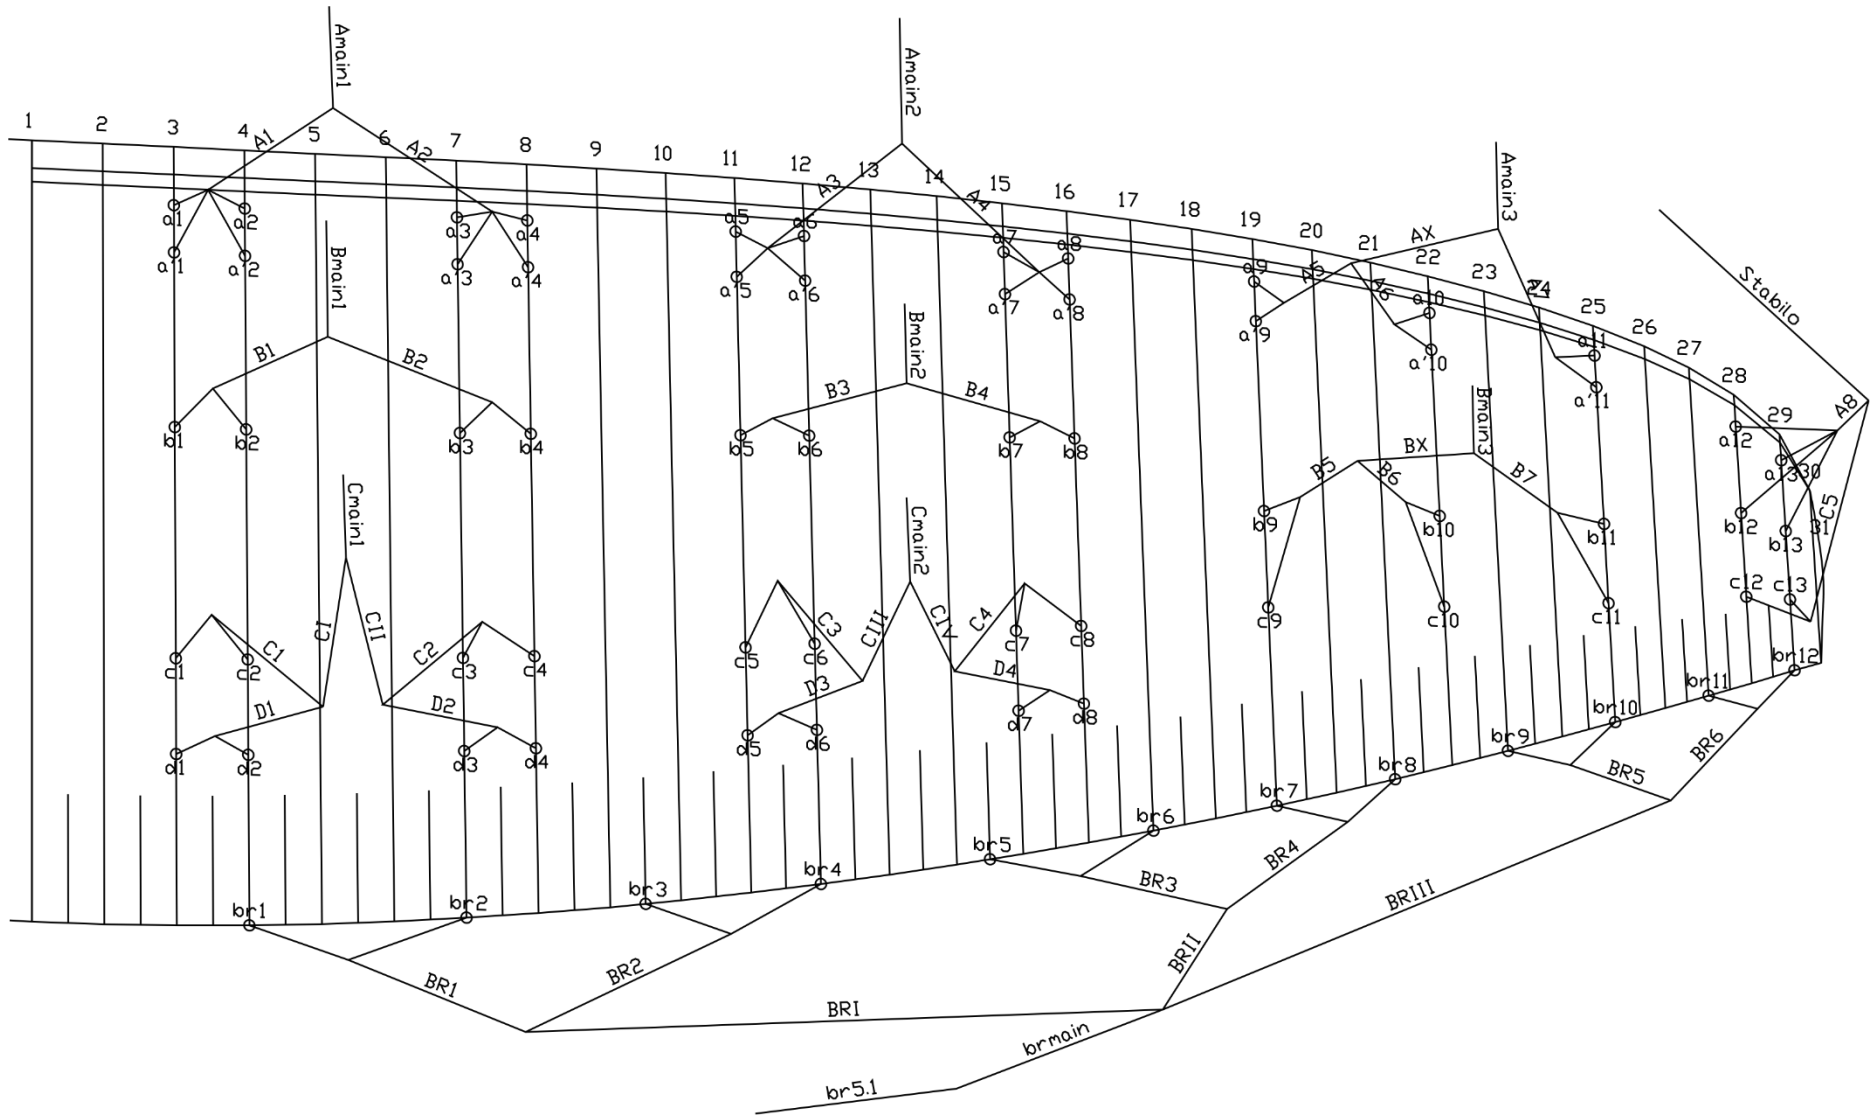 Amain1
Amain2
Amain3
1 2 3 4 5 6 7 8 9 10 11 12 13 14 15 16 17 18 19 20 21 22 23 24 25 26 27 28 29 30 31
A1 A2 A3 A4 A5 A6 AX A8
Stabilo
a1 a2 a3 a4 a5 a6 a7 a8 a9 a10 a11 a12 a13
a'1 a'2 a'3 a'4 a'5 a'6 a'7 a'8 a'9 a'10 a'11
Bmain1
Bmain2
Bmain3
B1 B2 B3 B4 B5 B6 BX B7
b1 b2 b3 b4 b5 b6 b7 b8 b9 b10 b11 b12 b13
Cmain1
Cmain2
C1 CI CII C2 C3 CIII CIV C4 C5
c1 c2 c3 c4 c5 c6 c7 c8 c9 c10 c11 c12 c13
D1 D2 D3 D4
d1 d2 d3 d4 d5 d6 d7 d8
br1 br2 br3 br4 br5 br6 br7 br8 br9 br10 br11 br12
BR1 BR2 BR3 BR4 BR5 BR6
BRI BRII BRIII
brmain
br5.1